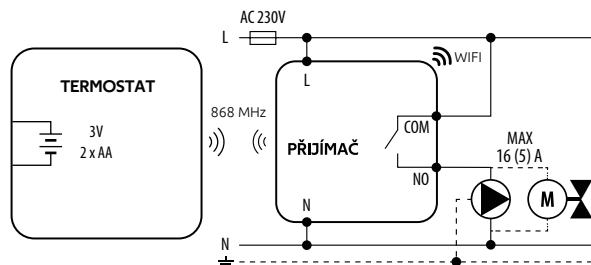 AC 230V
L
WIFI
TERMOSTAT
L
868 MHz
3V
2 x AA
COM
PŘIJÍMAČ
MAX
16 (5) A
NO
M
N
N